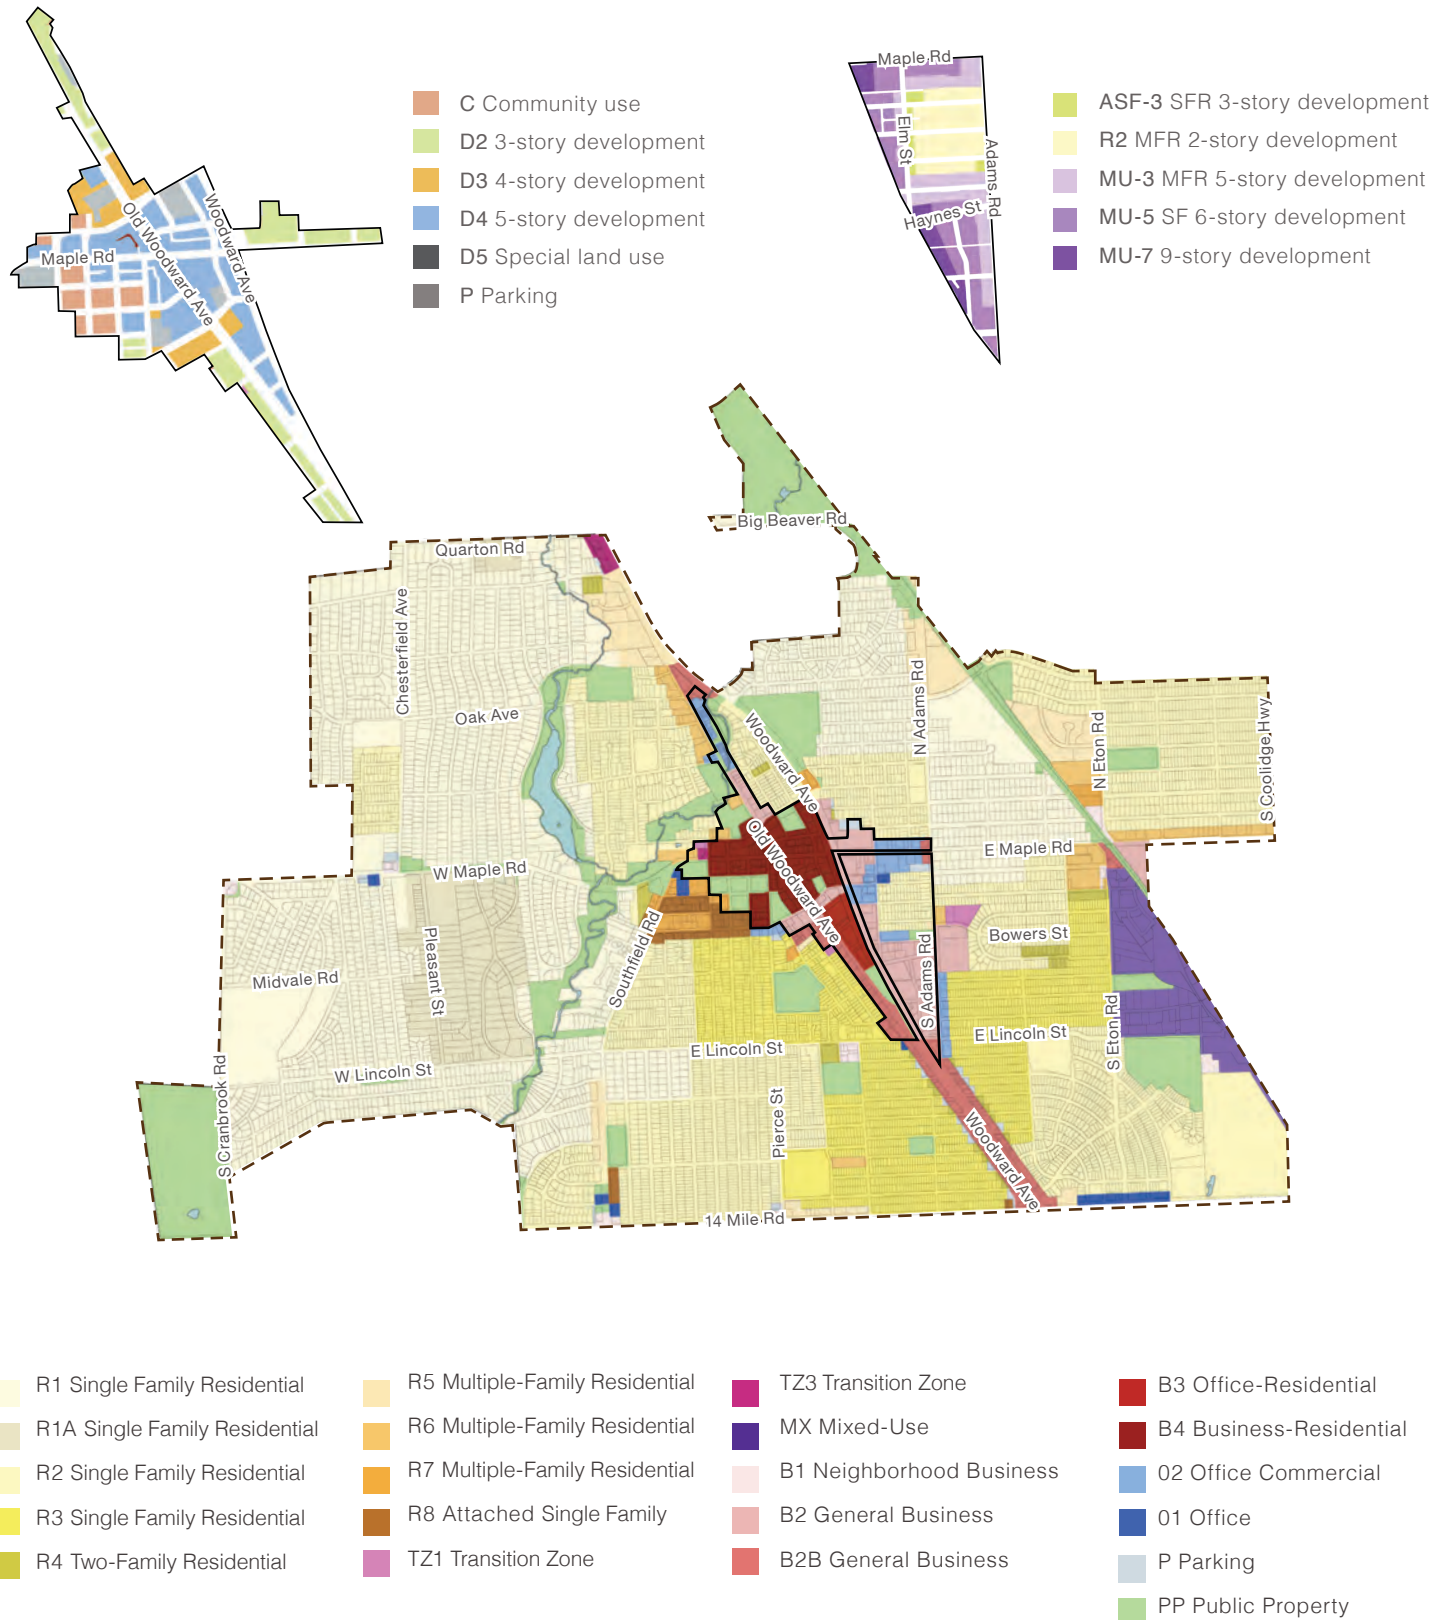 Maple Rd
Old Woodward Ave
Woodward Ave
C Community use
D2 3-story development
D3 4-story development
D4 5-story development
D5 Special land use
P Parking
Maple Rd
Elm St
Adams Rd
Haynes St
ASF-3 SFR 3-story development
R2 MFR 2-story development
MU-3 MFR 5-story development
MU-5 SF 6-story development
MU-7 9-story development
Big Beaver Rd
Quarton Rd
Chesterfield Ave
Oak Ave
N Adams Rd
Woodward Ave
N Eton Rd
S Coolidge Hwy
Old Woodward Ave
E Maple Rd
W Maple Rd
Pleasant St
Southfield Rd
Bowers St
Midvale Rd
S Adams Rd
S Eton Rd
E Lincoln St
E Lincoln St
W Lincoln St
S Cranbrook Rd
Pierce St
Woodward Ave
14 Mile Rd
R1 Single Family Residential
R1A Single Family Residential
R2 Single Family Residential
R3 Single Family Residential
R4 Two-Family Residential
R5 Multiple-Family Residential
R6 Multiple-Family Residential
R7 Multiple-Family Residential
R8 Attached Single Family
TZ1 Transition Zone
TZ3 Transition Zone
MX Mixed-Use
B1 Neighborhood Business
B2 General Business
B2B General Business
B3 Office-Residential
B4 Business-Residential
02 Office Commercial
01 Office
P Parking
PP Public Property